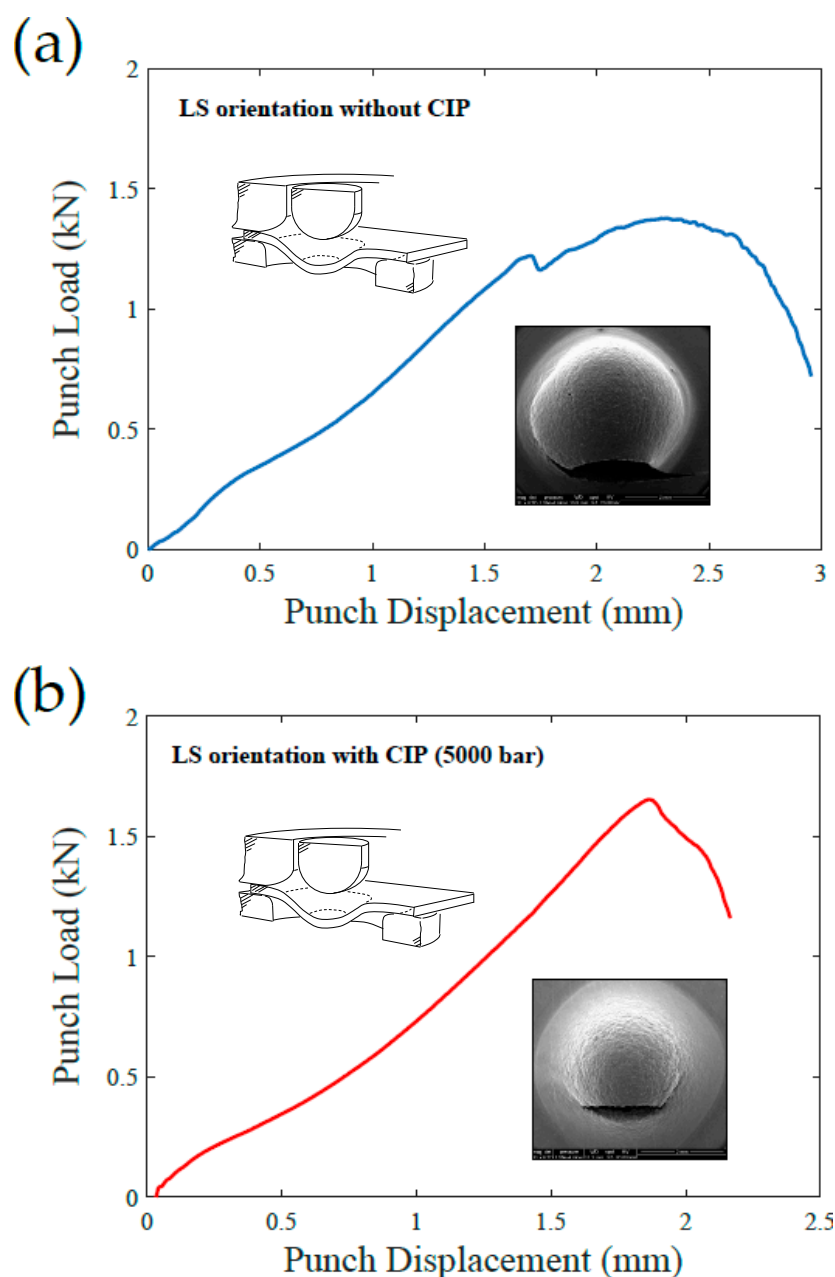 (a)
2
LS orientation without CIP
1.5
1
0.5
0
Punch Load (kN)
0
0.5
1
1.5
2
2.5
3
Punch Displacement (mm)
(b)
2
LS orientation with CIP (5000 bar)
1.5
1
0.5
0
Punch Load (kN)
0
0.5
1
1.5
2
2.5
Punch Displacement (mm)